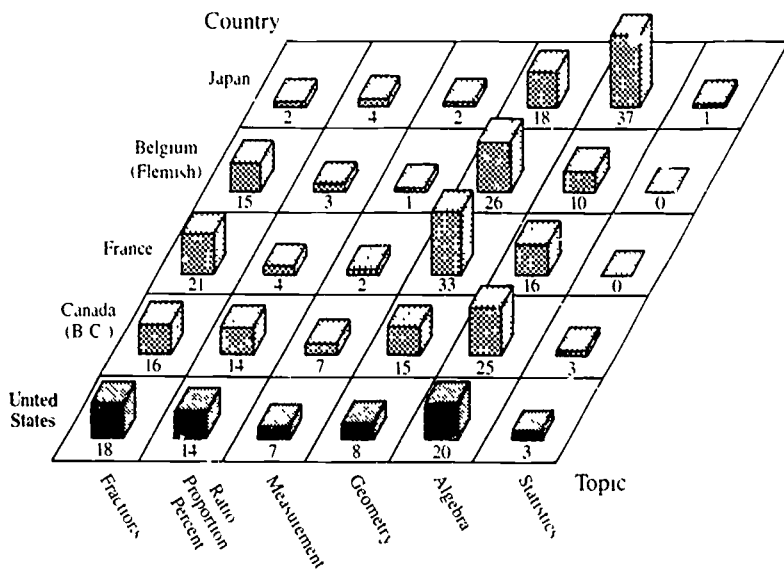 Country
Japan
2 4 2 18 37 1
Belgium
(Flemish)
15 3 1 26 10 0
France
21 4 2 33 16 0
Canada
(B C)
16 14 7 15 25 3
United
States
18 14 7 8 20 3
Topic
Fractions
Ratio
Proportion
Percent
Measurement
Geometry
Algebra
Statistics